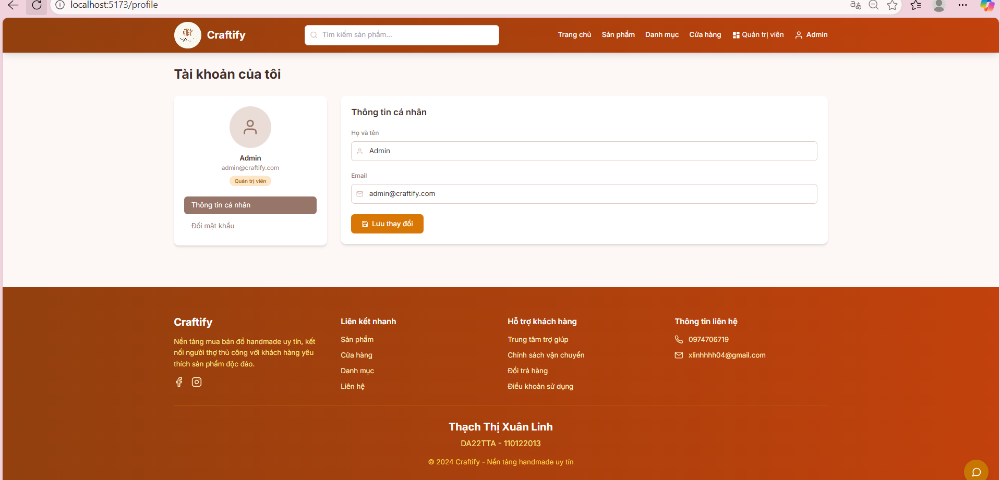 localhost:5173/profile
Craftify
Tìm kiếm sản phẩm...
Trang chủ
Sản phẩm
Danh mục
Cửa hàng
Quản trị viên
Admin
Tài khoản của tôi
Admin
admin@craftify.com
Quản trị viên
Thông tin cá nhân
Đổi mật khẩu
Thông tin cá nhân
Họ và tên
Admin
Email
admin@craftify.com
Lưu thay đổi
Craftify
Nền tảng mua bán đồ handmade uy tín, kết
nối người thợ thủ công với khách hàng yêu
thích sản phẩm độc đáo.
Liên kết nhanh
Sản phẩm
Cửa hàng
Danh mục
Liên hệ
Hỗ trợ khách hàng
Trung tâm trợ giúp
Chính sách vận chuyển
Đổi trả hàng
Điều khoản sử dụng
Thông tin liên hệ
0974706719
xlinhhhh04@gmail.com
Thạch Thị Xuân Linh
DA22TTA - 110122013
© 2024 Craftify - Nền tảng handmade uy tín